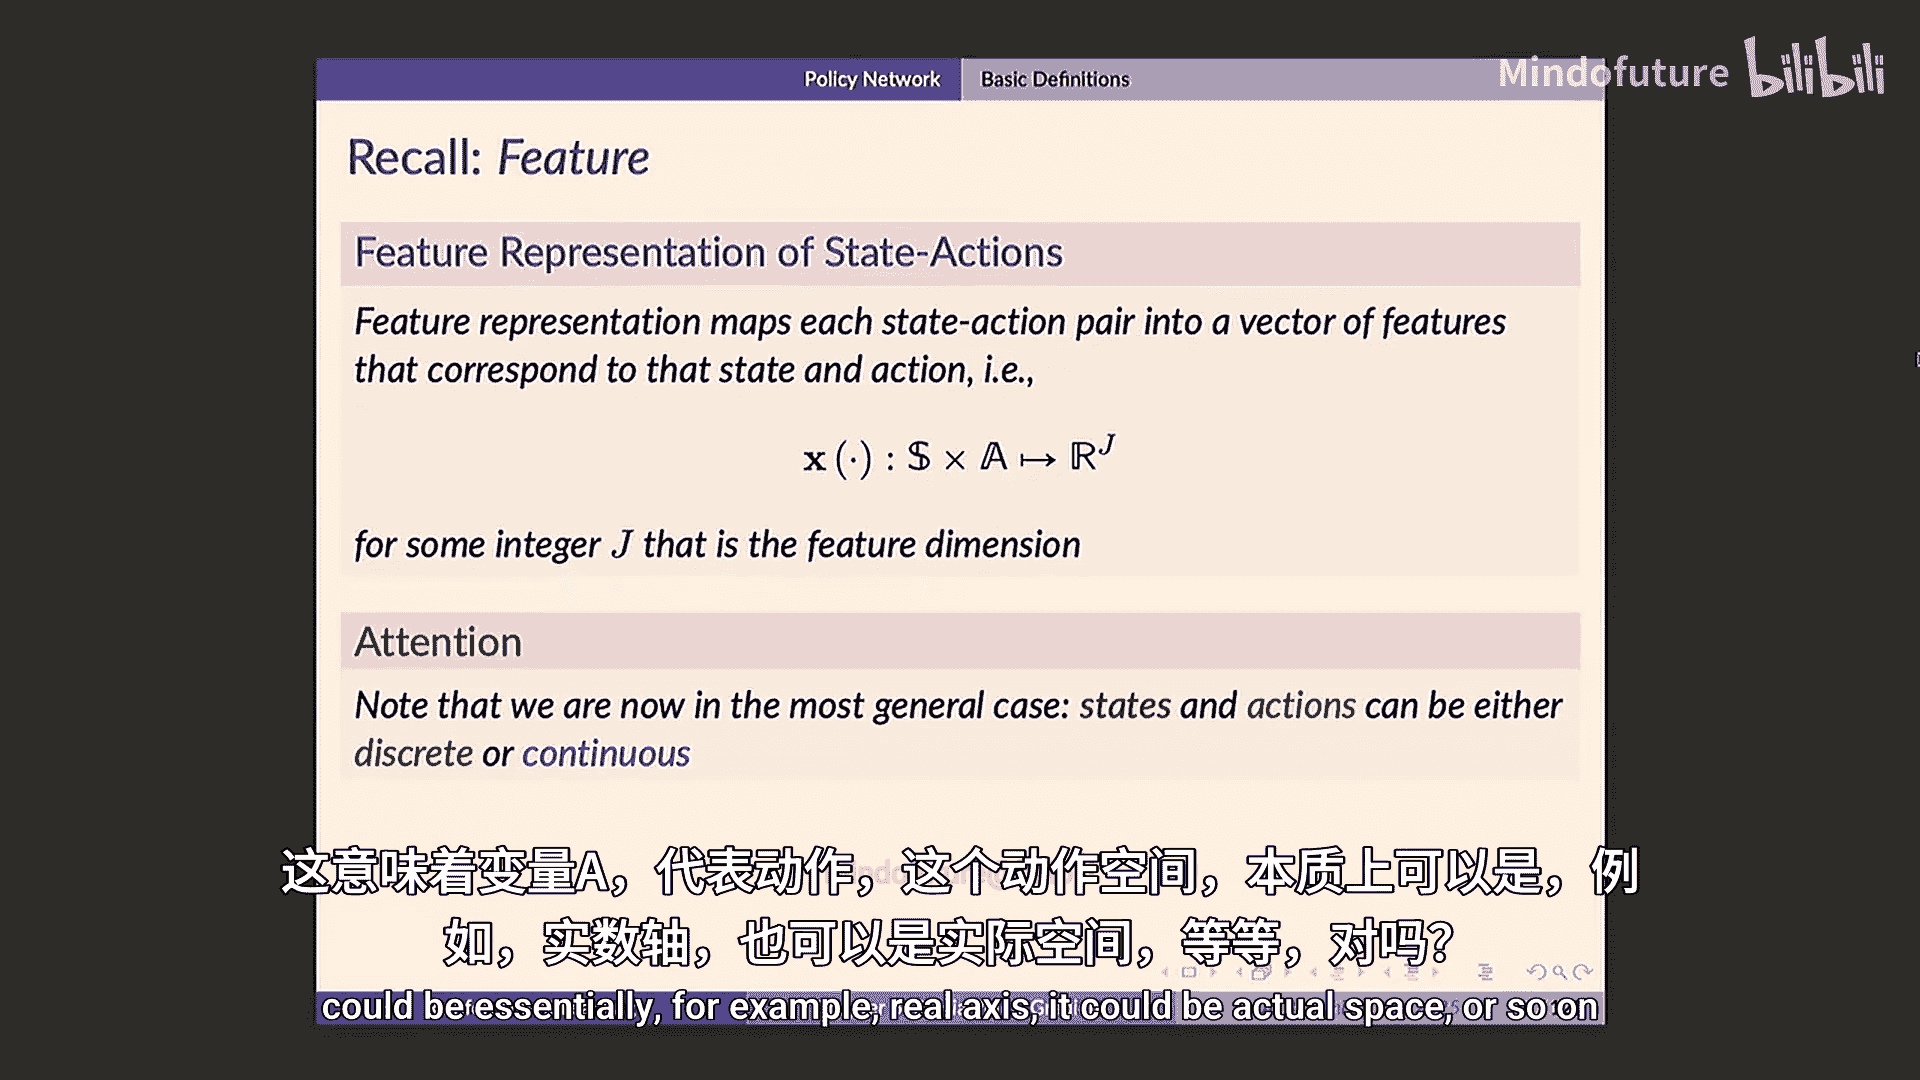 Policy Network
Basic Definitions
Mindofuture bilibili
Recall: Feature
Feature Representation of State-Actions
Feature representation maps each state-action pair into a vector of features
that correspond to that state and action, i.e.,
x (·) : 𝕊 × 𝔸 ↦ ℝ^J
for some integer J that is the feature dimension
Attention
Note that we are now in the most general case: states and actions can be either
discrete or continuous
这意味着变量A，代表动作，这个动作空间，本质上可以是，例
如，实数轴，也可以是实际空间，等等，对吗？
could be essentially, for example, real axis, it could be actual space, or so on